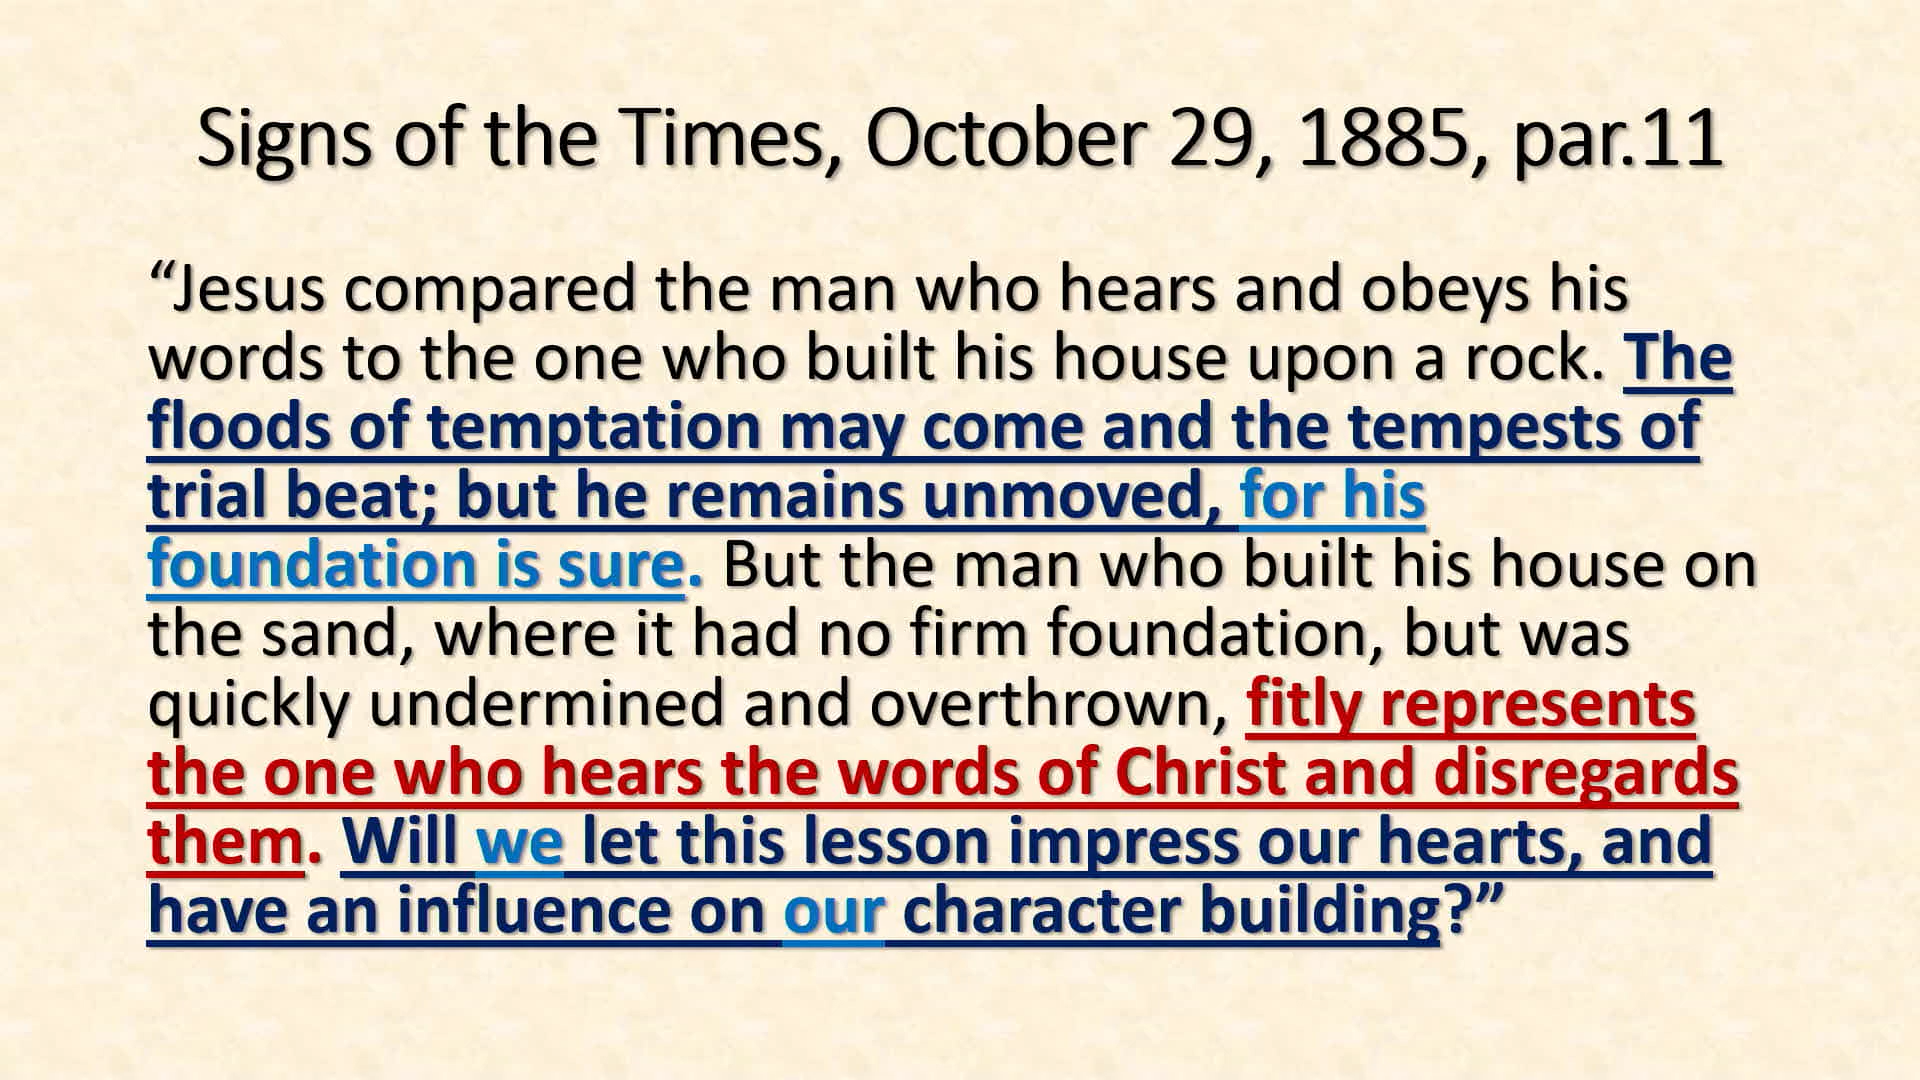 Signs of the Times, October 29, 1885, par.11
“Jesus compared the man who hears and obeys his
words to the one who built his house upon a rock. The
floods of temptation may come and the tempests of
trial beat; but he remains unmoved, for his
foundation is sure. But the man who built his house on
the sand, where it had no firm foundation, but was
quickly undermined and overthrown, fitly represents
the one who hears the words of Christ and disregards
them. Will we let this lesson impress our hearts, and
have an influence on our character building?”